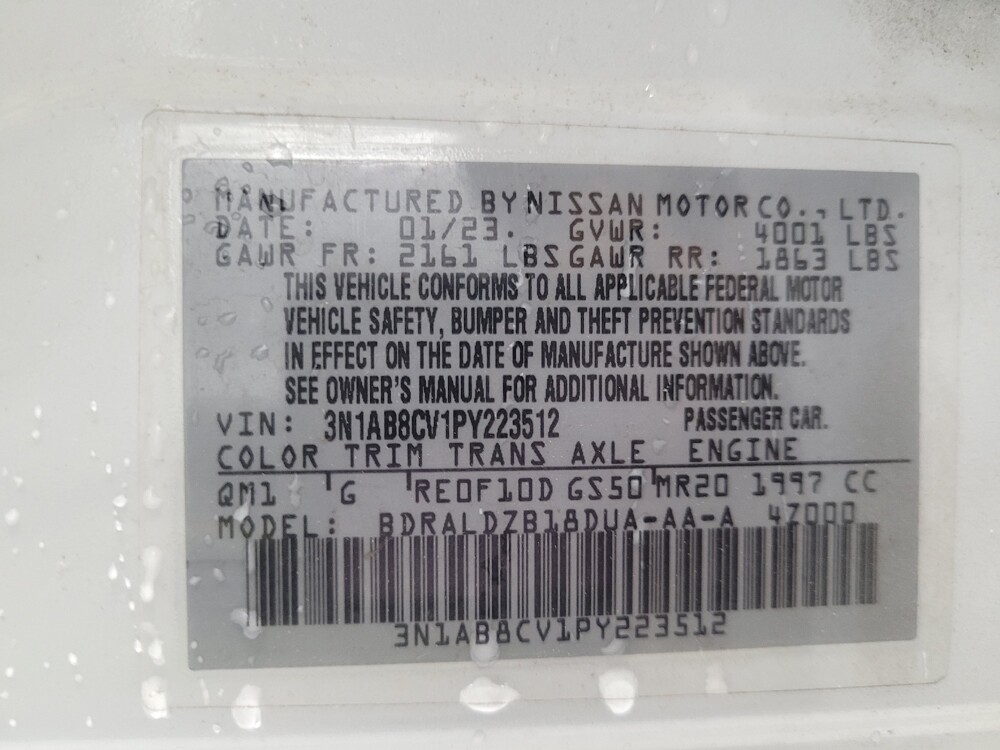 MANUFACTURED BY NISSAN MOTOR CO., LTD.
DATE: 01/23. GVWR: 4001 LBS
GAWR FR: 2161 LBS GAWR RR: 1863 LBS
THIS VEHICLE CONFORMS TO ALL APPLICABLE FEDERAL MOTOR
VEHICLE SAFETY, BUMPER AND THEFT PREVENTION STANDARDS
IN EFFECT ON THE DATE OF MANUFACTURE SHOWN ABOVE.
SEE OWNER'S MANUAL FOR ADDITIONAL INFORMATION.
VIN: 3N1AB8CV1PY223512 PASSENGER CAR.
COLOR TRIM TRANS AXLE ENGINE
QM1 G RE0F10D GS50 MR20 1997 CC
MODEL: BDRALDZB18DUA-AA-A 4Z000
3N1AB8CV1PY223512